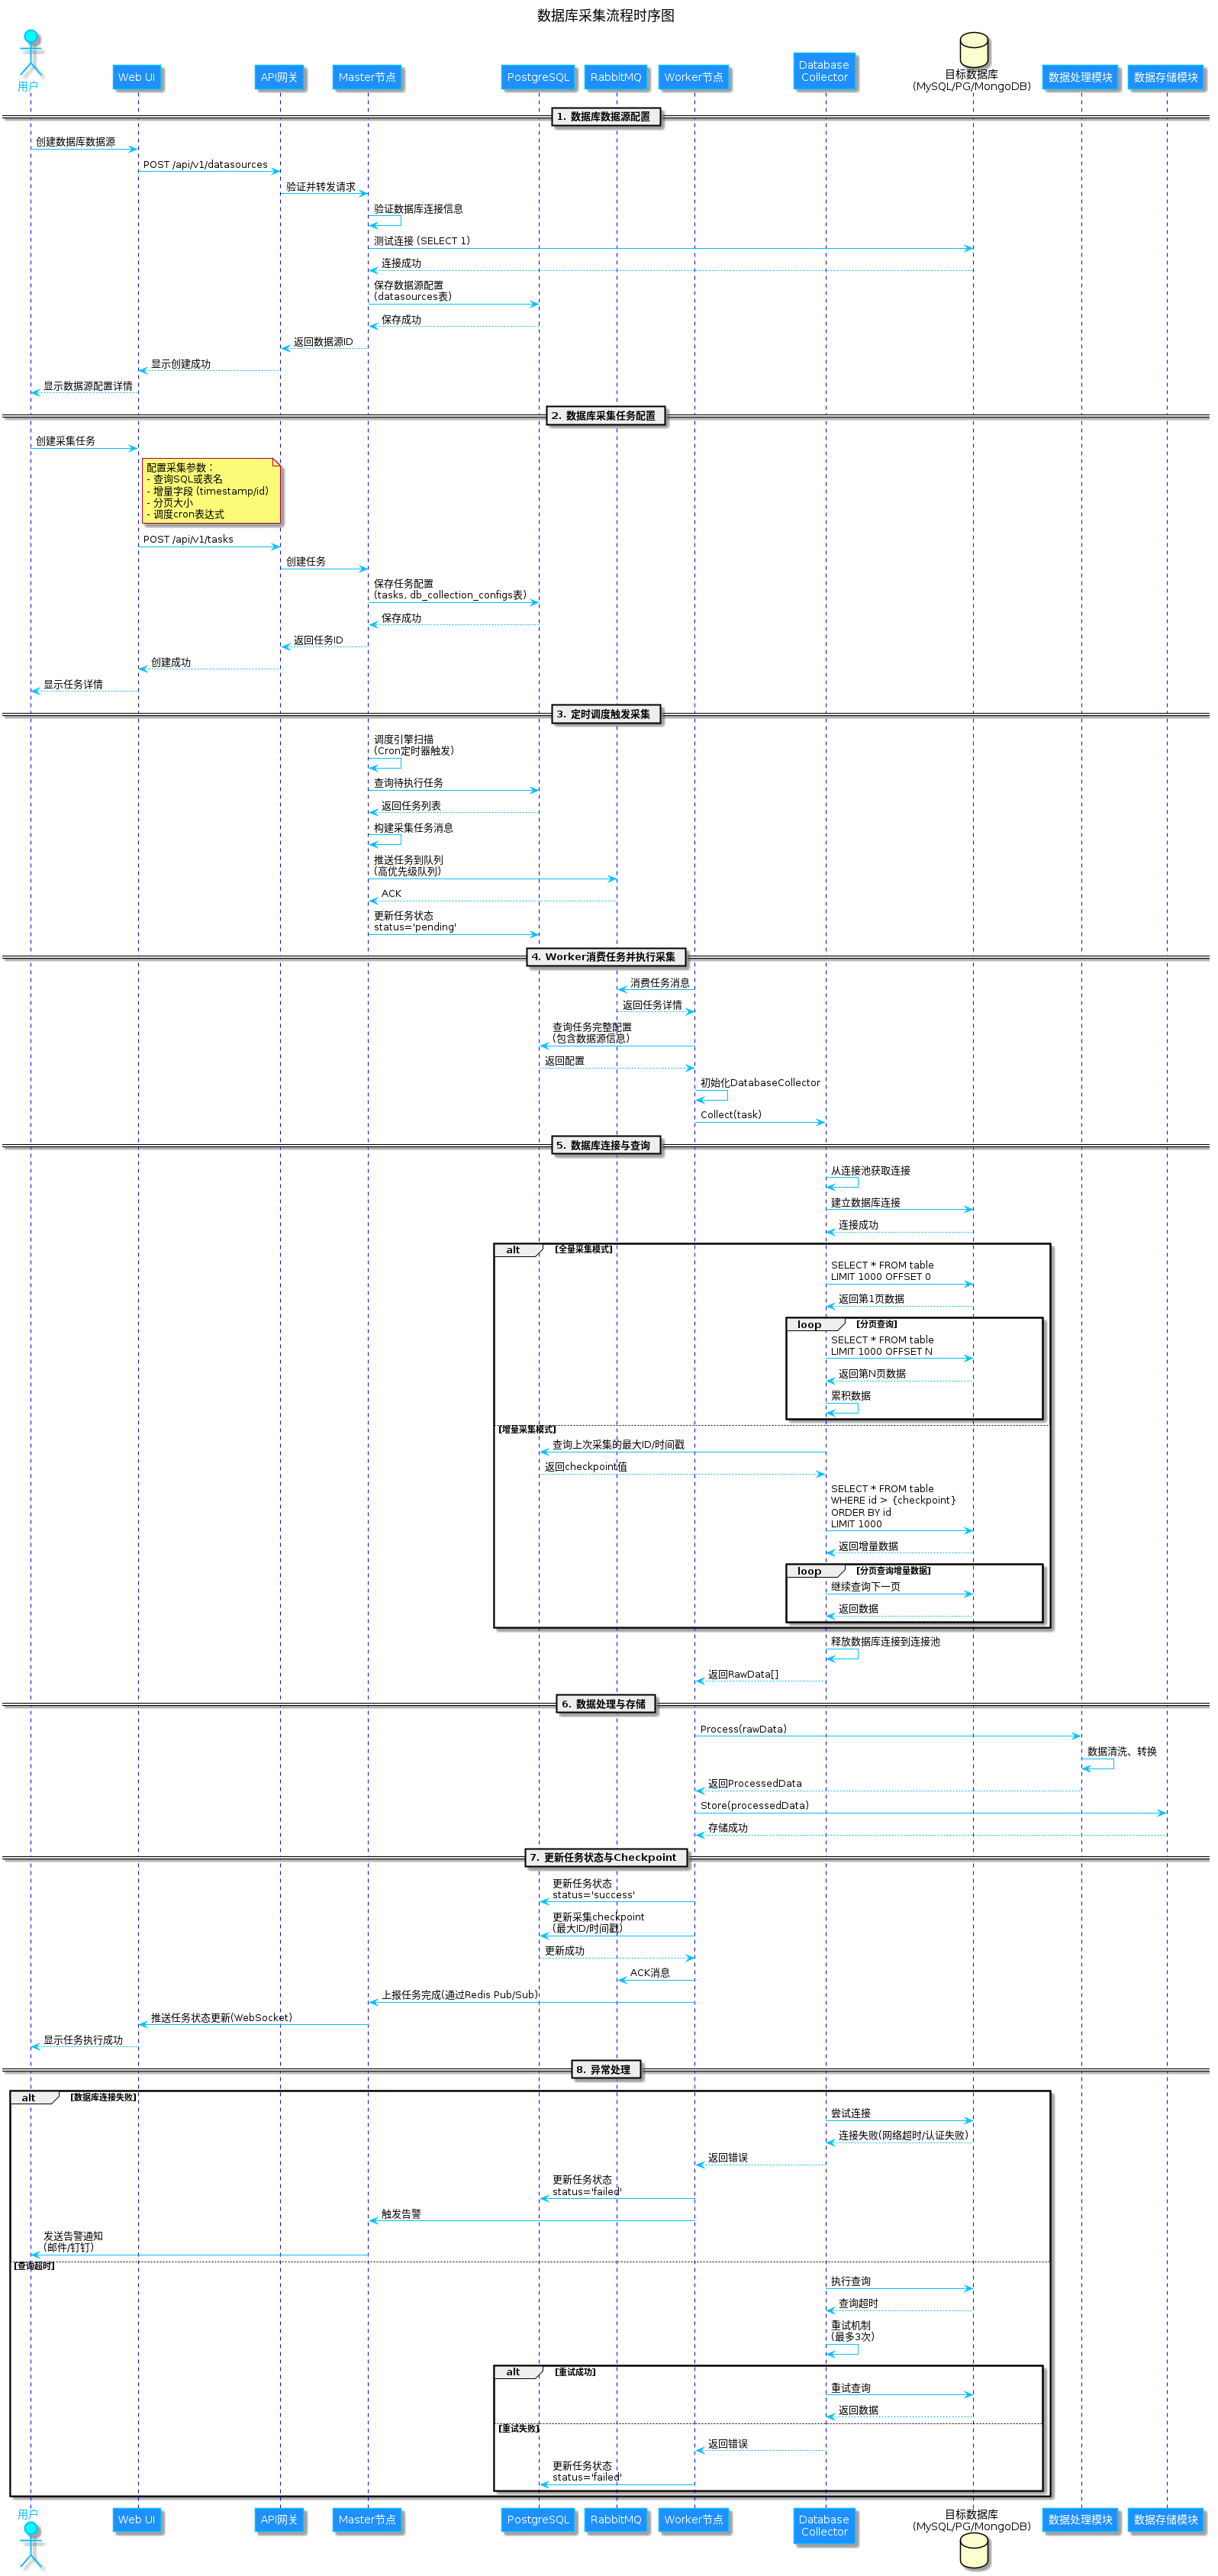 数据库采集流程时序图
用户
Web UI
API网关
Master节点
PostgreSQL
RabbitMQ
Worker节点
Database
Collector
目标数据库
(MySQL/PG/MongoDB)
数据处理模块
数据存储模块
1. 数据库数据源配置
创建数据库数据源
POST /api/v1/datasources
验证并转发请求
验证数据库连接信息
测试连接 (SELECT 1)
连接成功
保存数据源配置
(datasources表)
保存成功
返回数据源ID
显示创建成功
显示数据源配置详情
2. 数据库采集任务配置
创建采集任务
配置采集参数：
- 查询SQL或表名
- 增量字段 (timestamp/id)
- 分页大小
- 调度cron表达式
POST /api/v1/tasks
创建任务
保存任务配置
(tasks, db_collection_configs表)
保存成功
返回任务ID
创建成功
显示任务详情
3. 定时调度触发采集
调度引擎扫描
(Cron定时器触发)
查询待执行任务
返回任务列表
构建采集任务消息
推送任务到队列
(高优先级队列)
ACK
更新任务状态
status='pending'
4. Worker消费任务并执行采集
消费任务消息
返回任务详情
查询任务完整配置
(包含数据源信息)
返回配置
初始化DatabaseCollector
Collect(task)
5. 数据库连接与查询
从连接池获取连接
建立数据库连接
连接成功
alt [全量采集模式]
SELECT * FROM table
LIMIT 1000 OFFSET 0
返回第1页数据
loop [分页查询]
SELECT * FROM table
LIMIT 1000 OFFSET N
返回第N页数据
累积数据
[增量采集模式]
查询上次采集的最大ID/时间戳
返回checkpoint值
SELECT * FROM table
WHERE id > {checkpoint}
ORDER BY id
LIMIT 1000
返回增量数据
loop [分页查询增量数据]
继续查询下一页
返回数据
释放数据库连接到连接池
返回RawData[]
6. 数据处理与存储
Process(rawData)
数据清洗、转换
返回ProcessedData
Store(processedData)
存储成功
7. 更新任务状态与Checkpoint
更新任务状态
status='success'
更新采集checkpoint
(最大ID/时间戳)
更新成功
ACK消息
上报任务完成(通过Redis Pub/Sub)
推送任务状态更新(WebSocket)
显示任务执行成功
8. 异常处理
alt [数据库连接失败]
尝试连接
连接失败(网络超时/认证失败)
返回错误
更新任务状态
status='failed'
触发告警
发送告警通知
(邮件/钉钉)
[查询超时]
执行查询
查询超时
重试机制
(最多3次)
alt [重试成功]
重试查询
返回数据
[重试失败]
返回错误
更新任务状态
status='failed'
用户
Web UI
API网关
Master节点
PostgreSQL
RabbitMQ
Worker节点
Database
Collector
目标数据库
(MySQL/PG/MongoDB)
数据处理模块
数据存储模块